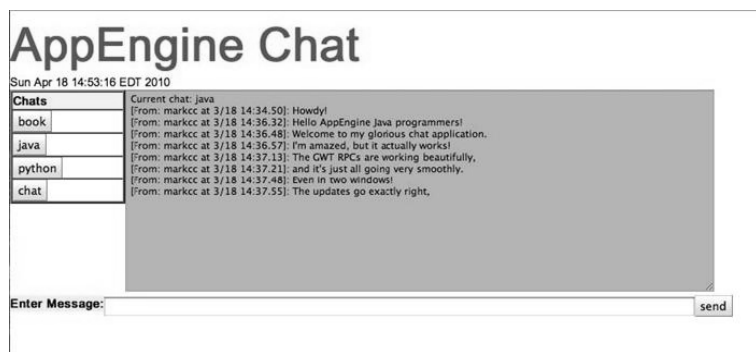 AppEngine Chat
Sun Apr 18 14:53:16 EDT 2010
Chats
book
java
python
chat
Current chat: java
[From: markcc at 3/18 14:34.50]: Howdy!
[From: markcc at 3/18 14:36.32]: Hello AppEngine Java programmers!
[From: markcc at 3/18 14:36.48]: Welcome to my glorious chat application.
[From: markcc at 3/18 14:36.57]: I'm amazed, but it actually works!
[From: markcc at 3/18 14:37.13]: The GWT RPCs are working beautifully,
[From: markcc at 3/18 14:37.21]: and it's just all going very smoothly.
[From: markcc at 3/18 14:37.48]: Even in two windows!
[From: markcc at 3/18 14:37.55]: The updates go exactly right,
Enter Message:
send